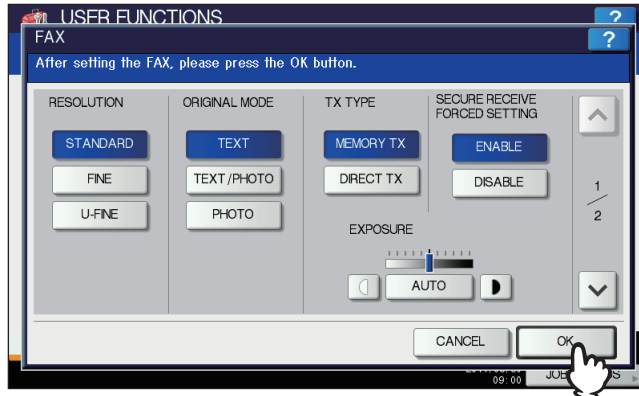 USER FUNCTIONS
?
FAX
?
After setting the FAX, please press the OK button.
RESOLUTION
ORIGINAL MODE
TX TYPE
SECURE RECEIVE
FORCED SETTING
STANDARD
TEXT
MEMORY TX
ENABLE
FINE
TEXT/PHOTO
DIRECT TX
DISABLE
U-FINE
PHOTO
1
2
EXPOSURE
AUTO
CANCEL
OK
09:00